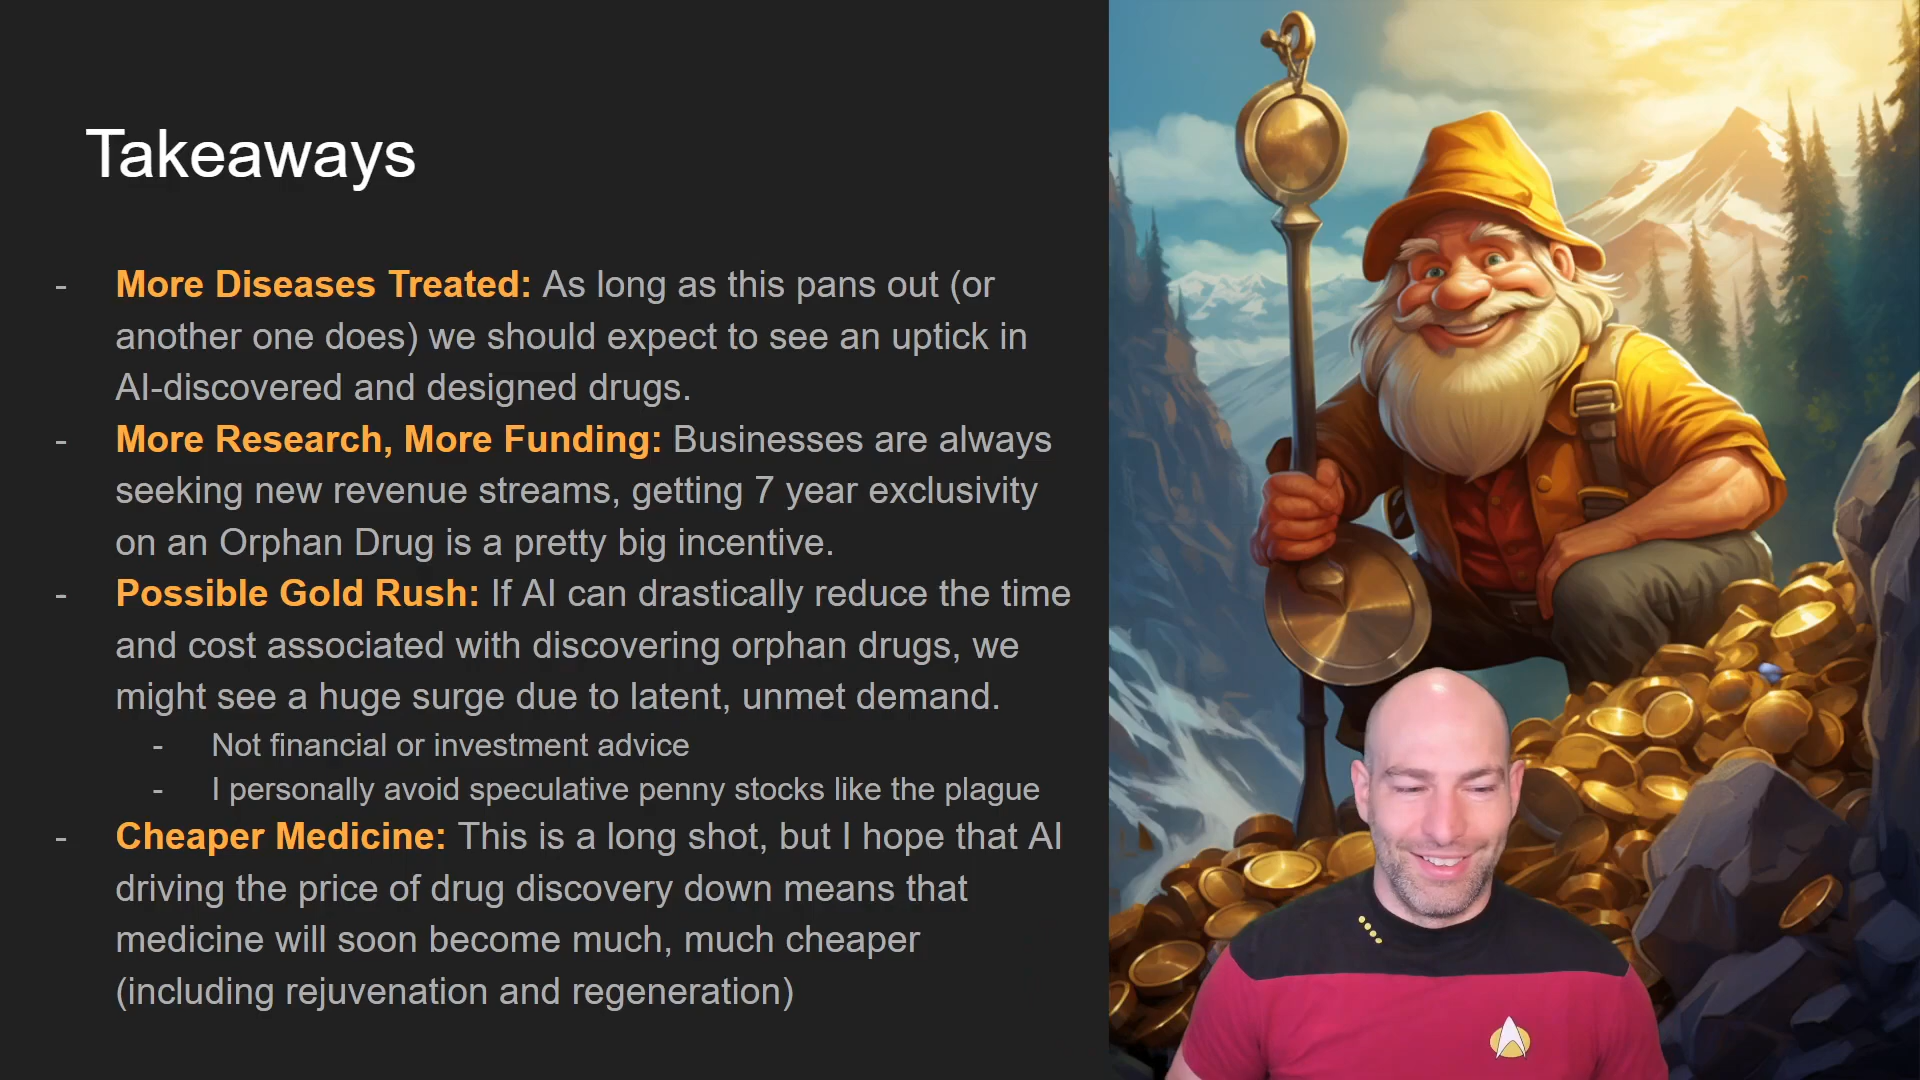 Takeaways
- More Diseases Treated: As long as this pans out (or
another one does) we should expect to see an uptick in
AI-discovered and designed drugs.
- More Research, More Funding: Businesses are always
seeking new revenue streams, getting 7 year exclusivity
on an Orphan Drug is a pretty big incentive.
- Possible Gold Rush: If AI can drastically reduce the time
and cost associated with discovering orphan drugs, we
might see a huge surge due to latent, unmet demand.
- Not financial or investment advice
- I personally avoid speculative penny stocks like the plague
- Cheaper Medicine: This is a long shot, but I hope that AI
driving the price of drug discovery down means that
medicine will soon become much, much cheaper
(including rejuvenation and regeneration)